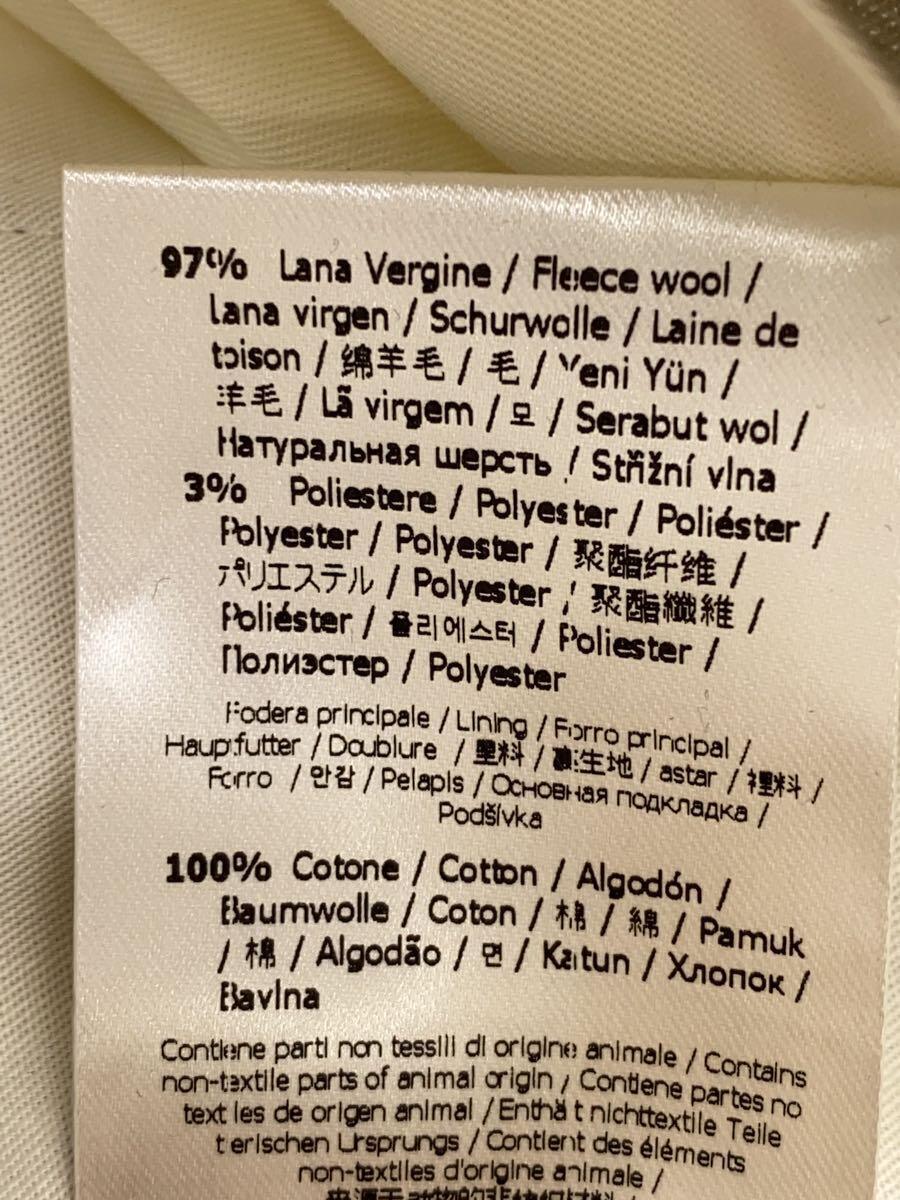 97% Lana Vergine / Fleece wool /
Lana virgen / Schurwolle / Laine de
toison / 绵羊毛 / 毛 / Yeni Yün /
羊毛 / Lã virgem / 모 / Serabut wol /
Натуральная шерсть / Střižní vlna
3% Poliestere / Polyester / Poliéster /
Polyester / Polyester / 聚酯纤维 /
ポリエステル / Polyester / 聚酯纖維 /
Poliéster / 폴리에스터 / Poliester /
Полиэстер / Polyester
Fodera principale / Lining / Forro principal /
Hauptfutter / Doublure / 里料 / 裏生地 / astar / 裡料 /
Forro / 안감 / Pelapis / Основная подкладка /
Podšívka
100% Cotone / Cotton / Algodón /
Baumwolle / Coton / 棉 / 綿 / Pamuk
/ 棉 / Algodão / 면 / Katun / Хлопок /
Bavlna
Contiene parti non tessili di origine animale / Contains
non-textile parts of animal origin / Contiene partes no
textiles de origen animal / Enthält nichttextile Teile
tierischen Ursprungs / Contient des éléments
non-textiles d'origine animale /